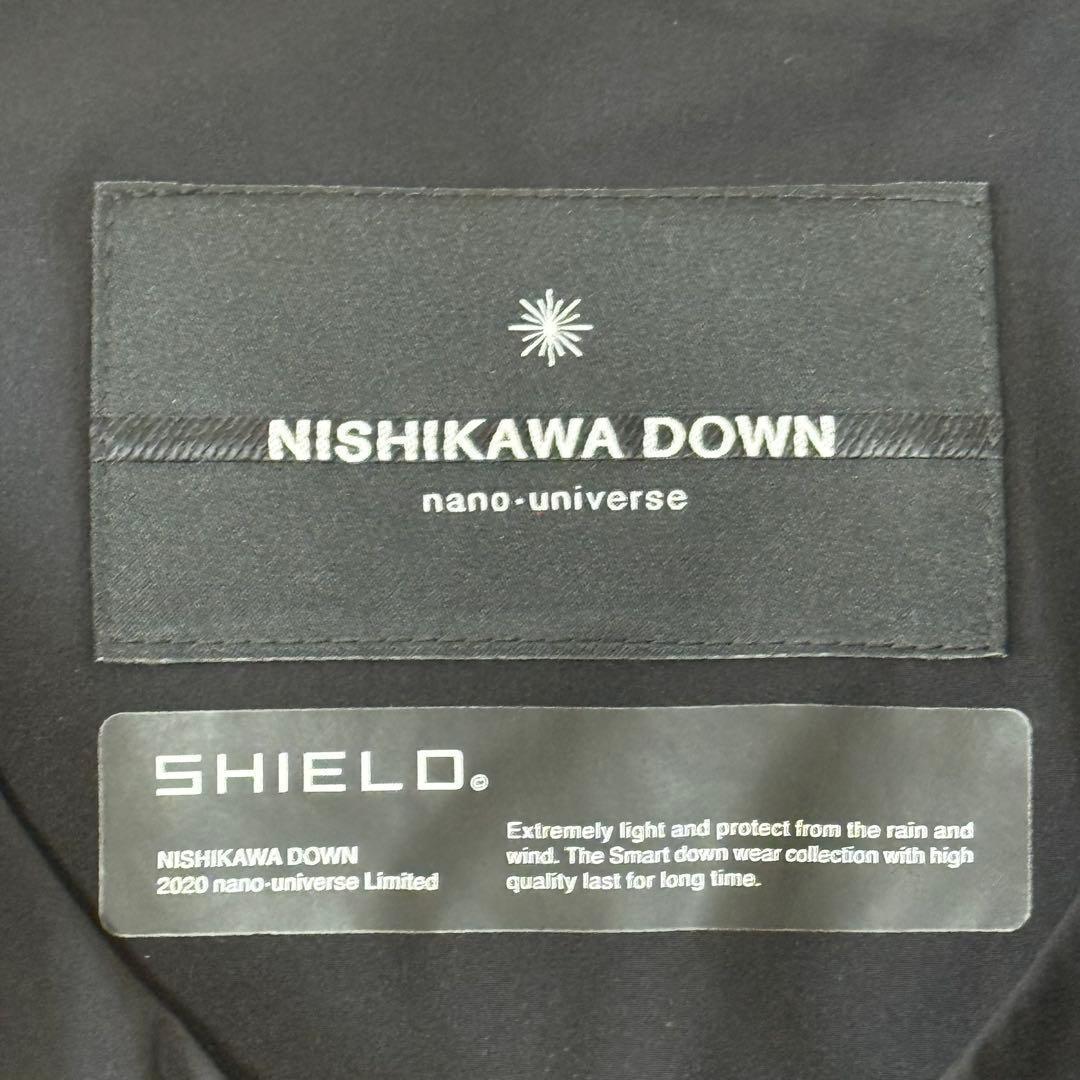 NISHIKAWA DOWN
nano·universe
SHIELD.©
NISHIKAWA DOWN
2020 nano·universe Limited
Extremely light and protect from the rain and
wind. The Smart down wear collection with high
quality last for long time.